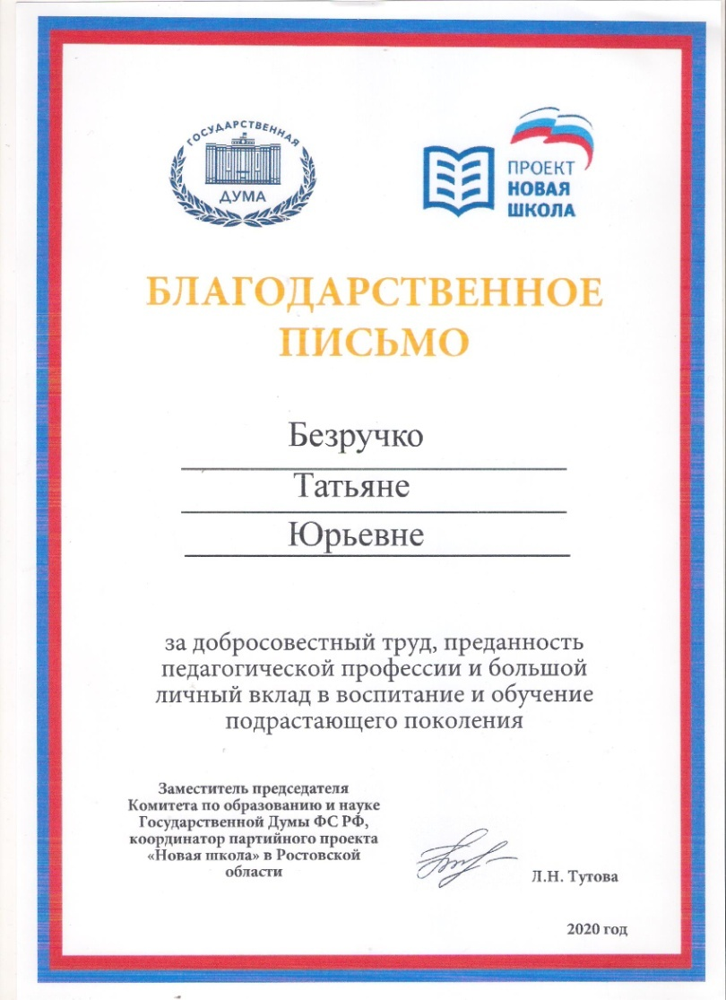 ГОСУДАРСТВЕННАЯ
ДУМА
ПРОЕКТ
НОВАЯ
ШКОЛА
БЛАГОДАРСТВЕННОЕ
ПИСЬМО
Безручко
Татьяне
Юрьевне
за добросовестный труд, преданность
педагогической профессии и большой
личный вклад в воспитание и обучение
подрастающего поколения
Заместитель председателя
Комитета по образованию и науке
Государственной Думы ФС РФ,
координатор партийного проекта
«Новая школа» в Ростовской
области
Л.Н. Тутова
2020 год